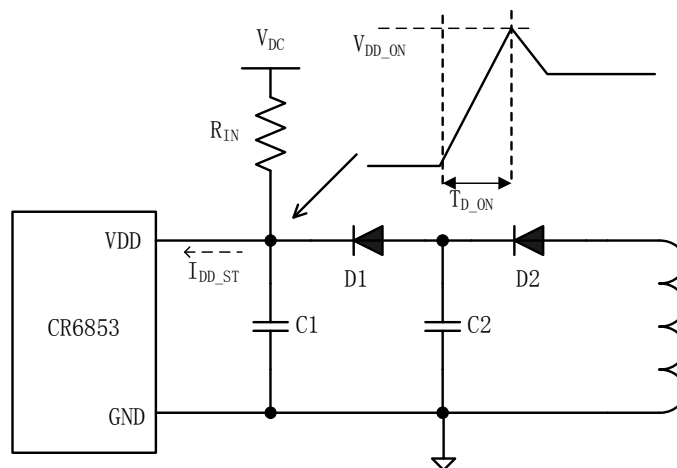 V_DC
V_DD_ON
R_IN
T_D_ON
VDD
I_DD_ST
D1
D2
CR6853
C1
C2
GND